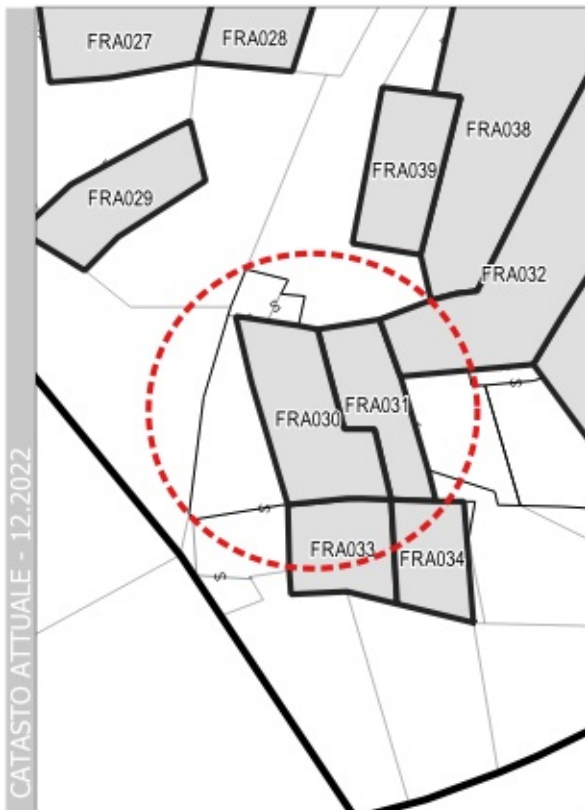 FRA027
FRA028
FRA038
FRA039
FRA029
FRA032
S
S
FRA030
FRA031
S
FRA033
FRA034
S
CATASTO ATTUALE - 12.2022